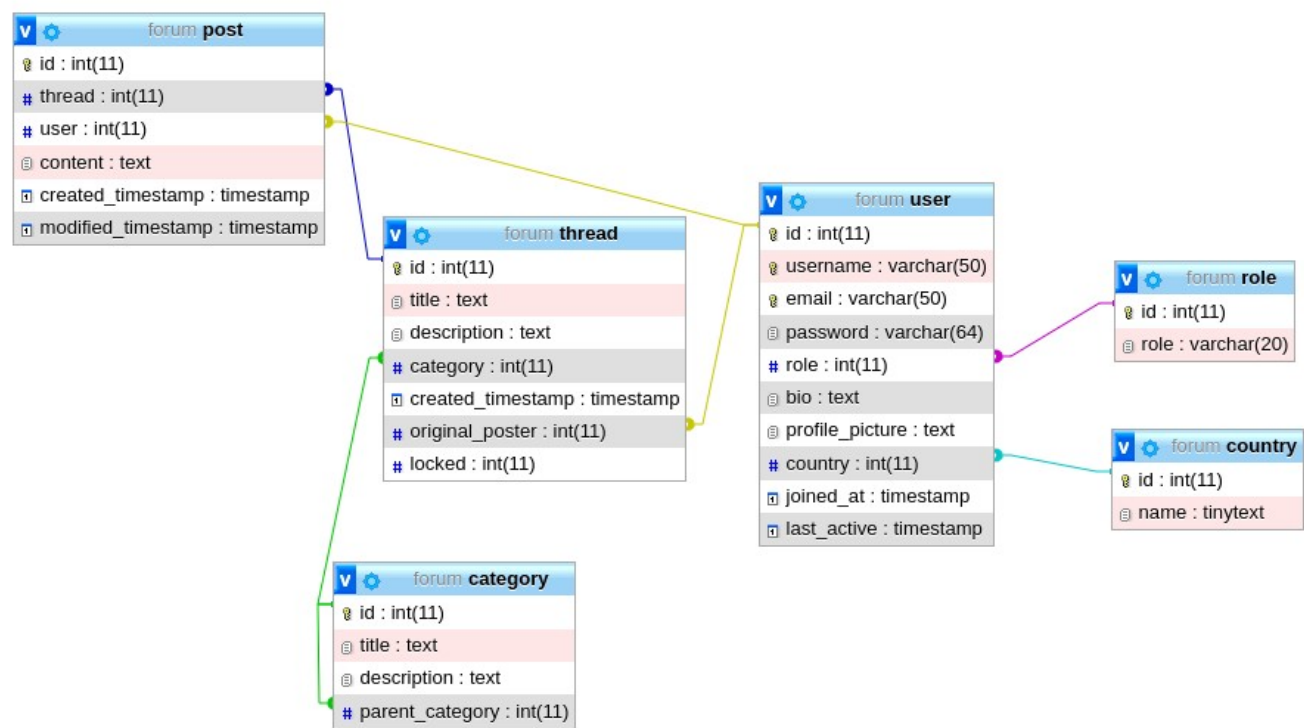 v forum post
id : int(11)
# thread : int(11)
# user : int(11)
content : text
created_timestamp : timestamp
modified_timestamp : timestamp
v forum thread
id : int(11)
title : text
description : text
# category : int(11)
created_timestamp : timestamp
# original_poster : int(11)
# locked : int(11)
v forum category
id : int(11)
title : text
description : text
# parent_category : int(11)
v forum user
id : int(11)
username : varchar(50)
email : varchar(50)
password : varchar(64)
# role : int(11)
bio : text
profile_picture : text
# country : int(11)
joined_at : timestamp
last_active : timestamp
v forum role
id : int(11)
role : varchar(20)
v forum country
id : int(11)
name : tinytext